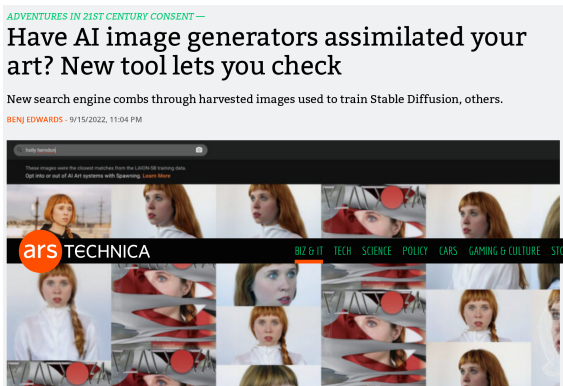 ADVENTURES IN 21ST CENTURY CONSENT —
Have AI image generators assimilated your
art? New tool lets you check
New search engine combs through harvested images used to train Stable Diffusion, others.
BENJ EDWARDS - 9/15/2022, 11:04 PM
holly herndon
These images were the closest matches from the LAION-5B training data.
Opt into or out of AI Art systems with Spawning. Learn More
ars TECHNICA
BIZ & IT TECH SCIENCE POLICY CARS GAMING & CULTURE STO